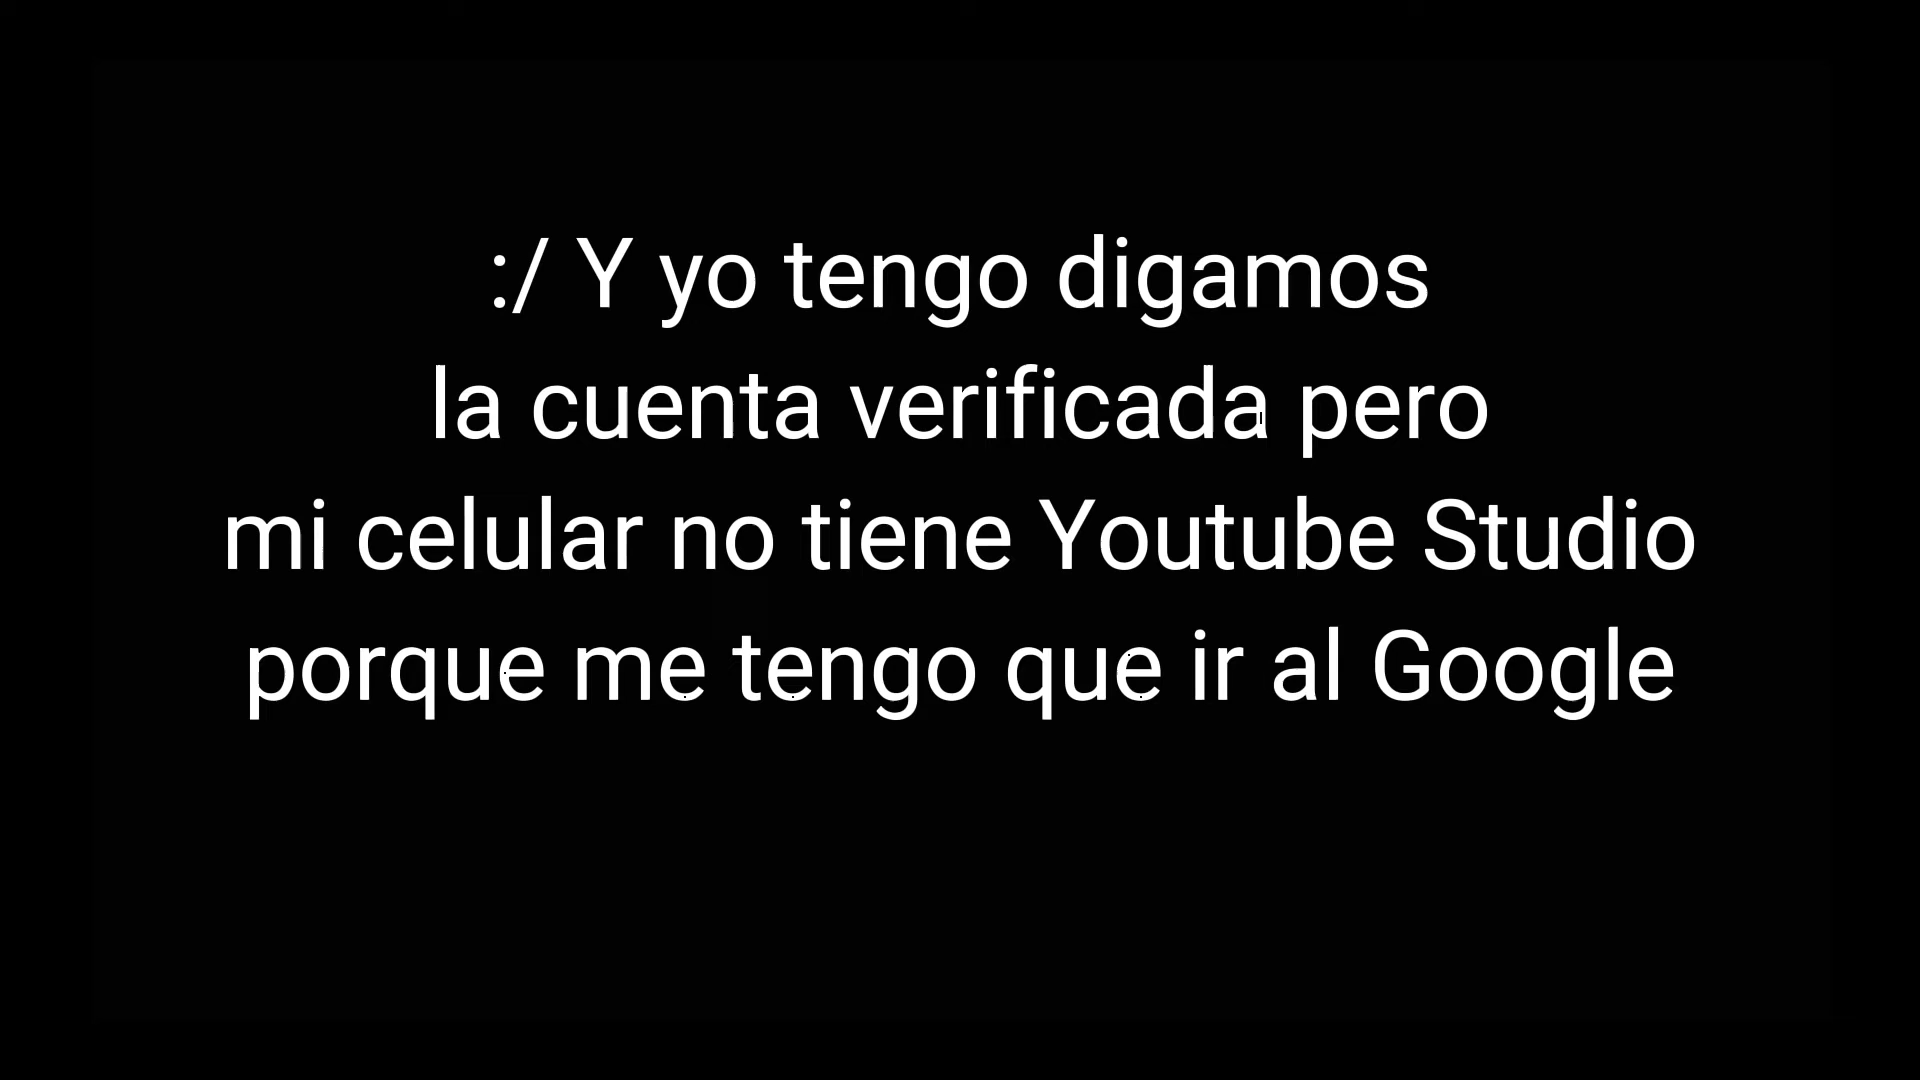 :/ Y yo tengo digamos
la cuenta verificada pero
mi celular no tiene Youtube Studio
porque me tengo que ir al Google